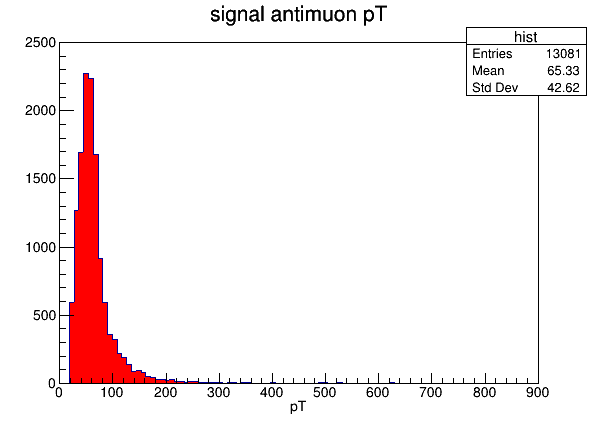 signal antimuon pT
hist
Entries 13081
Mean 65.33
Std Dev 42.62
2500
2000
1500
1000
500
0
0 100 200 300 400 500 600 700 800 900
pT